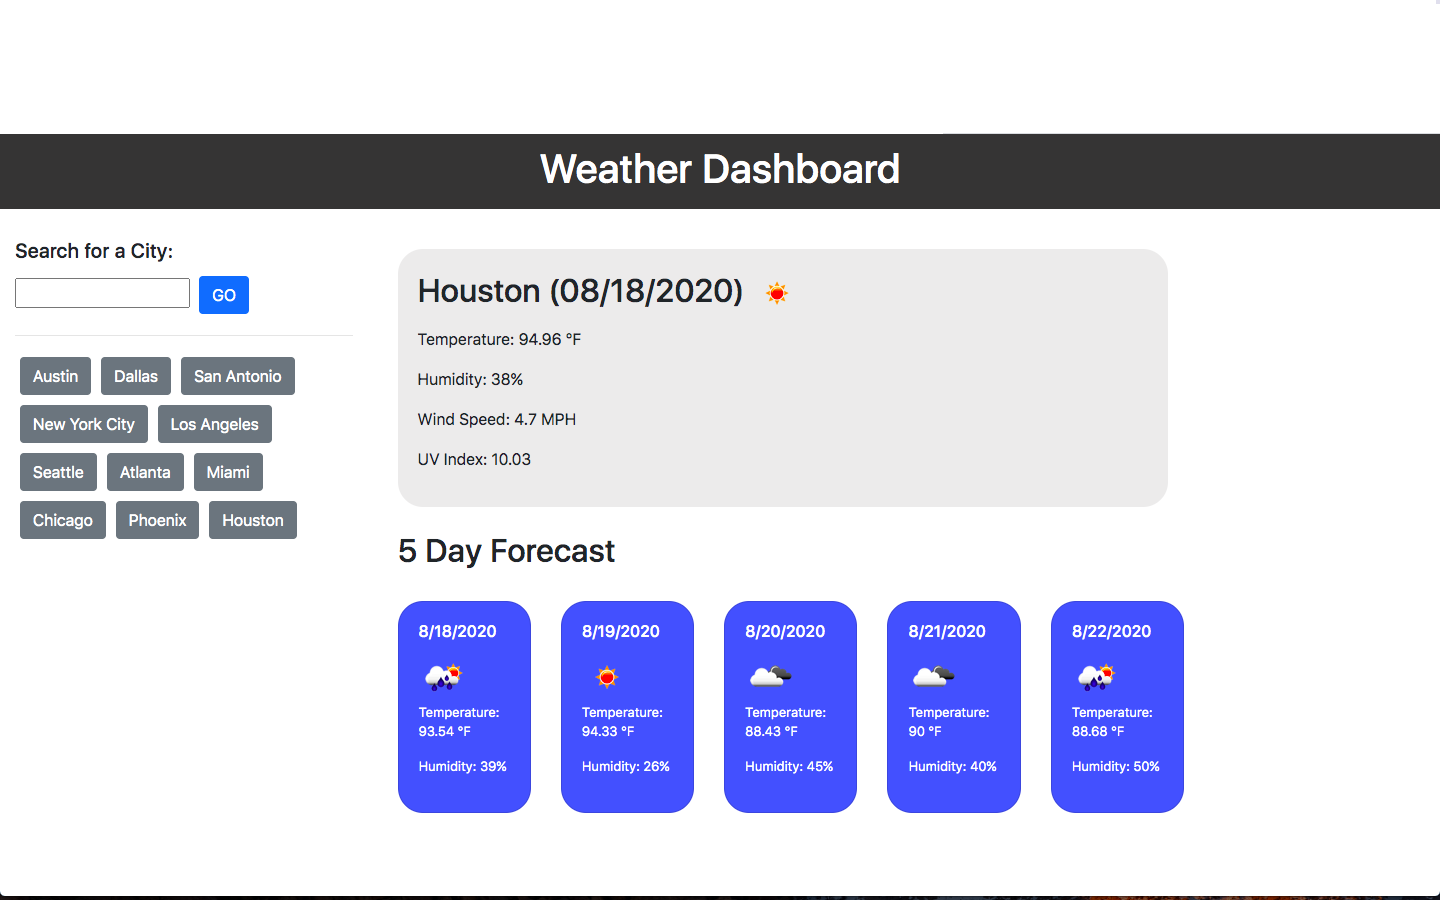 Weather Dashboard
Search for a City:
GO
Austin
Dallas
San Antonio
New York City
Los Angeles
Seattle
Atlanta
Miami
Chicago
Phoenix
Houston
Houston (08/18/2020)
Temperature: 94.96 °F
Humidity: 38%
Wind Speed: 4.7 MPH
UV Index: 10.03
5 Day Forecast
8/18/2020
Temperature:
93.54 °F
Humidity: 39%
8/19/2020
Temperature:
94.33 °F
Humidity: 26%
8/20/2020
Temperature:
88.43 °F
Humidity: 45%
8/21/2020
Temperature:
90 °F
Humidity: 40%
8/22/2020
Temperature:
88.68 °F
Humidity: 50%